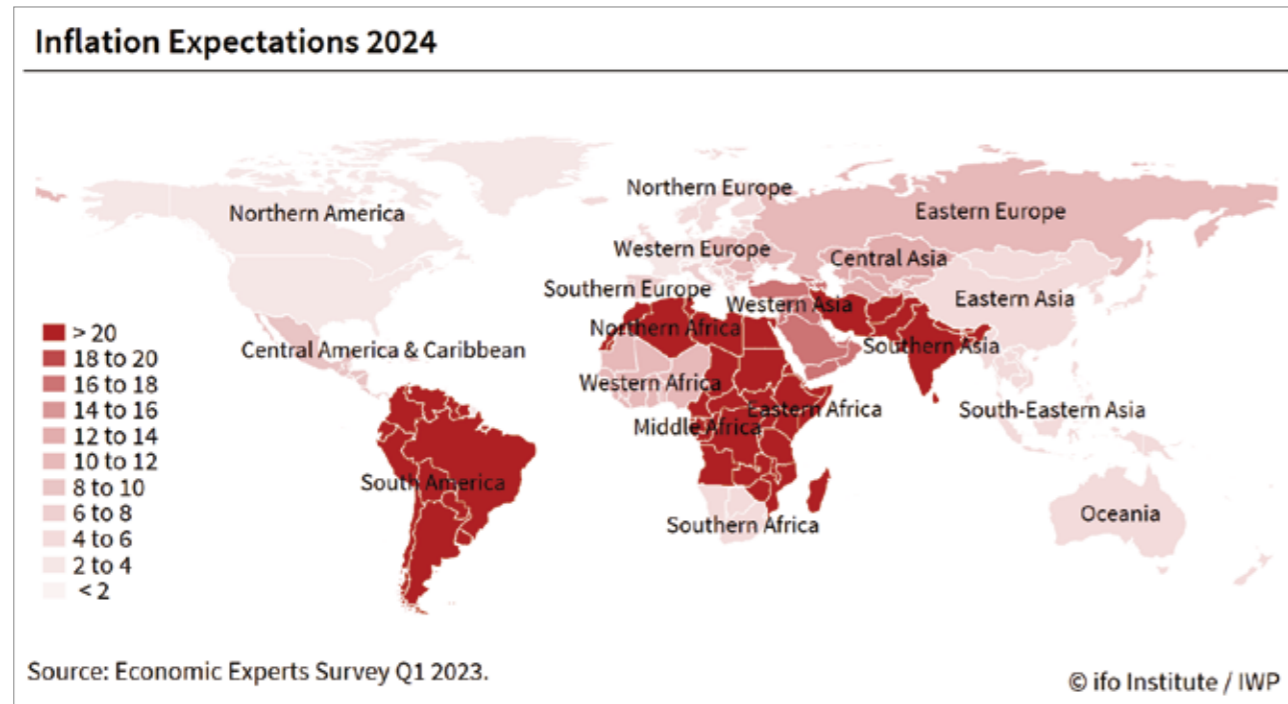 Inflation Expectations 2024
Northern Europe
Northern America
Eastern Europe
Western Europe
Central Asia
Southern Europe
Eastern Asia
Western Asia
Northern Africa
Southern Asia
Central America & Caribbean
Western Africa
Eastern Africa
South-Eastern Asia
Middle Africa
South America
Oceania
Southern Africa
> 20
18 to 20
16 to 18
14 to 16
12 to 14
10 to 12
8 to 10
6 to 8
4 to 6
2 to 4
< 2
Source: Economic Experts Survey Q1 2023.
© ifo Institute / IWP